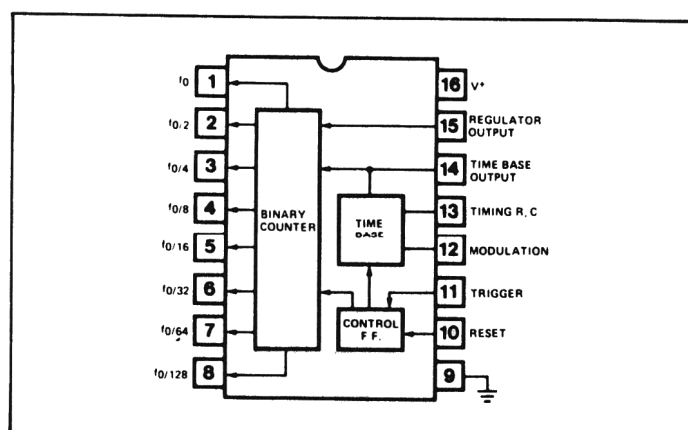 f0 1
f0/2 2
f0/4 3
f0/8 4
f0/16 5
f0/32 6
f0/64 7
f0/128 8
BINARY
COUNTER
TIME
BASE
CONTROL
F F.
16 V+
15 REGULATOR
OUTPUT
14 TIME BASE
OUTPUT
13 TIMING R, C
12 MODULATION
11 TRIGGER
10 RESET
9